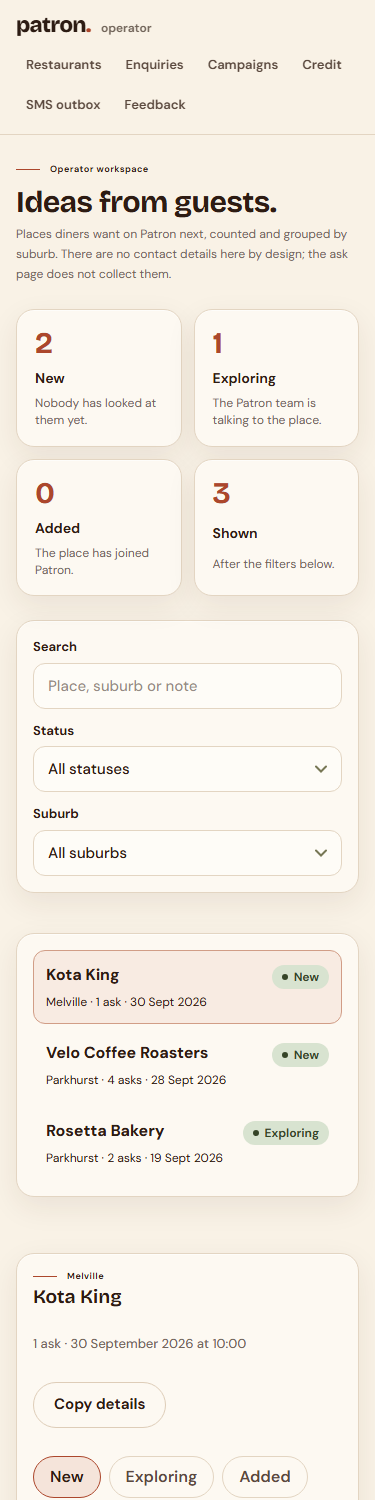 patron. operator
Restaurants Enquiries Campaigns Credit
SMS outbox Feedback
Operator workspace
Ideas from guests.
Places diners want on Patron next, counted and grouped by
suburb. There are no contact details here by design; the ask
page does not collect them.
2
New
Nobody has looked at
them yet.
1
Exploring
The Patron team is
talking to the place.
0
Added
The place has joined
Patron.
3
Shown
After the filters below.
Search
Place, suburb or note
Status
All statuses
Suburb
All suburbs
Kota King New
Melville · 1 ask · 30 Sept 2026
Velo Coffee Roasters New
Parkhurst · 4 asks · 28 Sept 2026
Rosetta Bakery Exploring
Parkhurst · 2 asks · 19 Sept 2026
Melville
Kota King
1 ask · 30 September 2026 at 10:00
Copy details
New Exploring Added